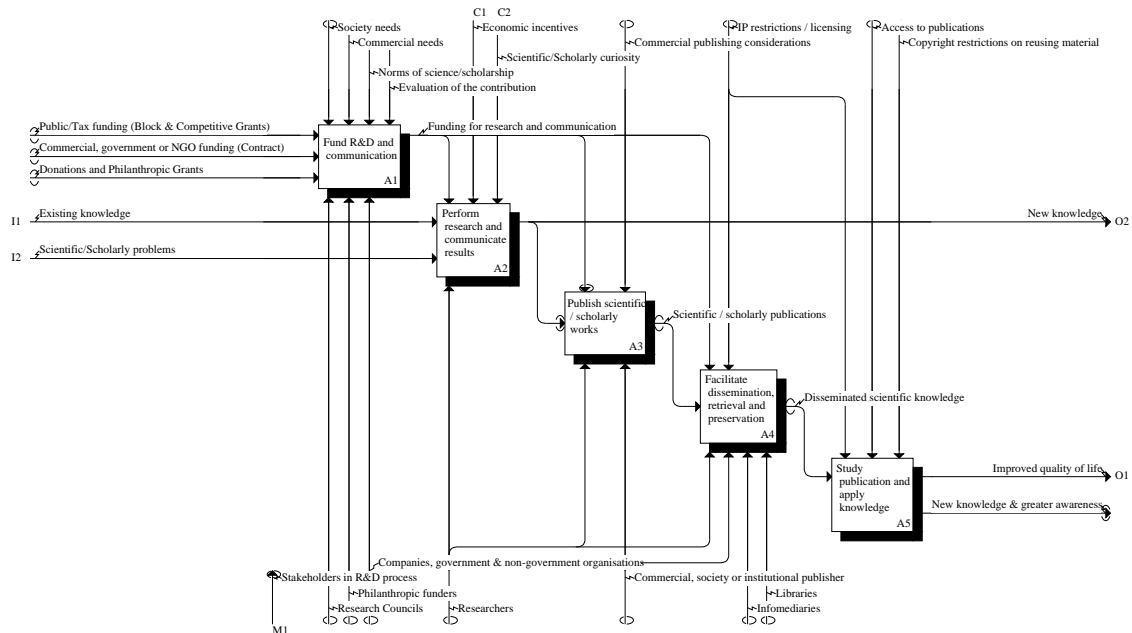 C1 C2
Society needs
Economic incentives
IP restrictions / licensing
Access to publications
Commercial needs
Commercial publishing considerations
Copyright restrictions on reusing material
Scientific/Scholarly curiosity
Norms of science/scholarship
Evaluation of the contribution
Public/Tax funding (Block & Competitive Grants)
Funding for research and communication
Commercial, government or NGO funding (Contract)
Donations and Philanthropic Grants
Fund R&D and
communication
A1
I1
Existing knowledge
New knowledge
O2
Perform
research and
communicate
results
A2
I2
Scientific/Scholarly problems
Publish scientific
/ scholarly
works
A3
Scientific / scholarly publications
Facilitate
dissemination,
retrieval and
preservation
A4
Disseminated scientific knowledge
Study
publication and
apply
knowledge
A5
Improved quality of life
O1
New knowledge & greater awareness
Companies, government & non-government organisations
Stakeholders in R&D process
Commercial, society or institutional publisher
Philanthropic funders
Libraries
Research Councils
Researchers
Infomediaries
M1